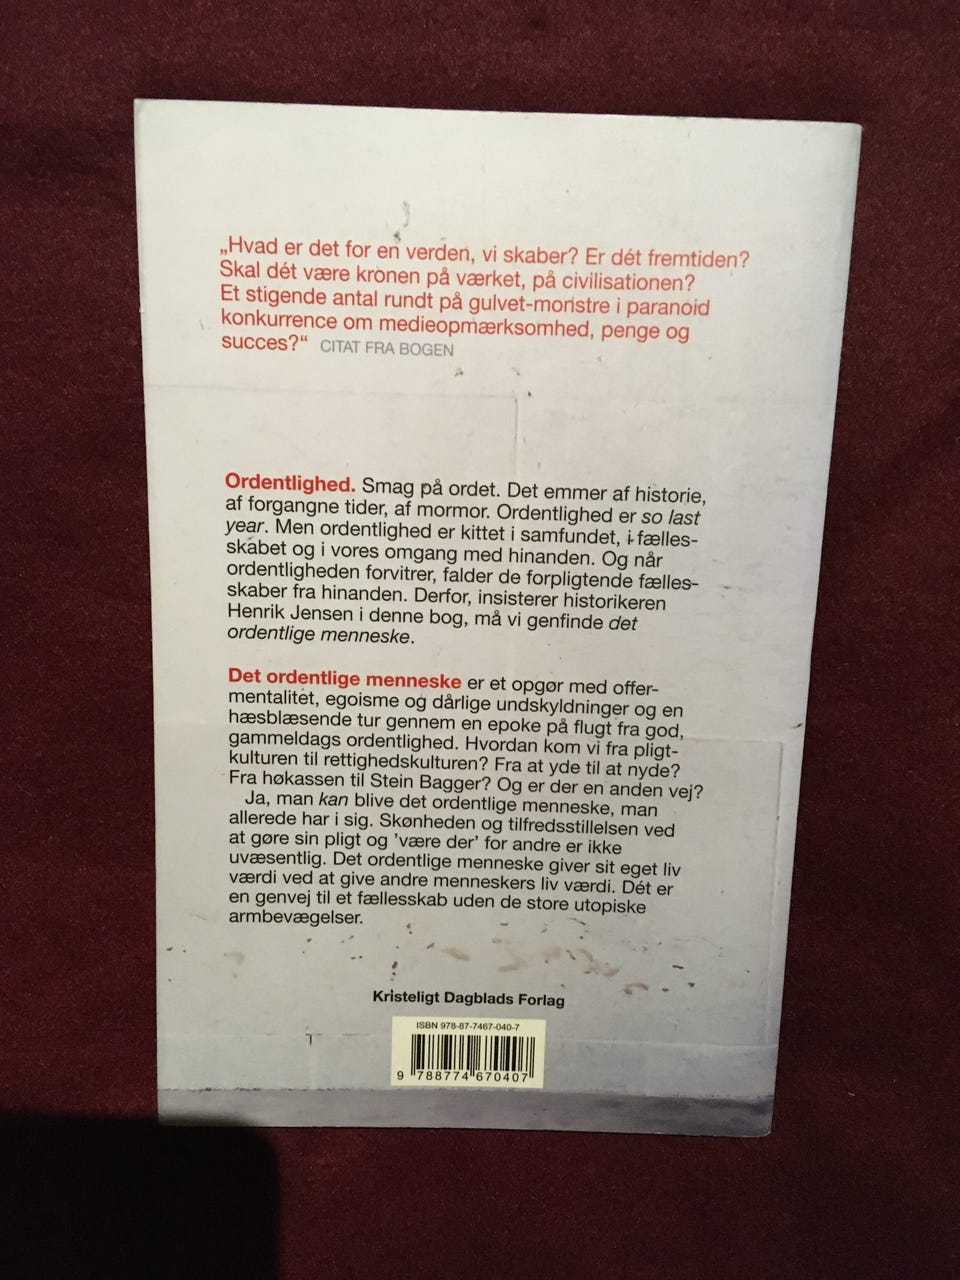 „Hvad er det for en verden, vi skaber? Er dét fremtiden?
Skal dét være kronen på værket, på civilisationen?
Et stigende antal rundt på gulvet-monstre i paranoid
konkurrence om medieopmærksomhed, penge og
succes?“ CITAT FRA BOGEN
Ordentlighed. Smag på ordet. Det emmer af historie,
af forgangne tider, af mormor. Ordentlighed er so last
year. Men ordentlighed er kittet i samfundet, i fælles-
skabet og i vores omgang med hinanden. Og når
ordentligheden forvitrer, falder de forpligtende fælles-
skaber fra hinanden. Derfor, insisterer historikeren
Henrik Jensen i denne bog, må vi genfinde det
ordentlige menneske.
Det ordentlige menneske er et opgør med offer-
mentalitet, egoisme og dårlige undskyldninger og en
hæsblæsende tur gennem en epoke på flugt fra god,
gammeldags ordentlighed. Hvordan kom vi fra pligt-
kulturen til rettighedskulturen? Fra at yde til at nyde?
Fra høkassen til Stein Bagger? Og er der en anden vej?
Ja, man kan blive det ordentlige menneske, man
allerede har i sig. Skønheden og tilfredsstillelsen ved
at gøre sin pligt og ’være der’ for andre er ikke
uvæsentlig. Det ordentlige menneske giver sit eget liv
værdi ved at give andre menneskers liv værdi. Dét er
en genvej til et fællesskab uden de store utopiske
armbevægelser.
Kristeligt Dagblads Forlag
ISBN 978-87-7467-040-7
9 788774 670407